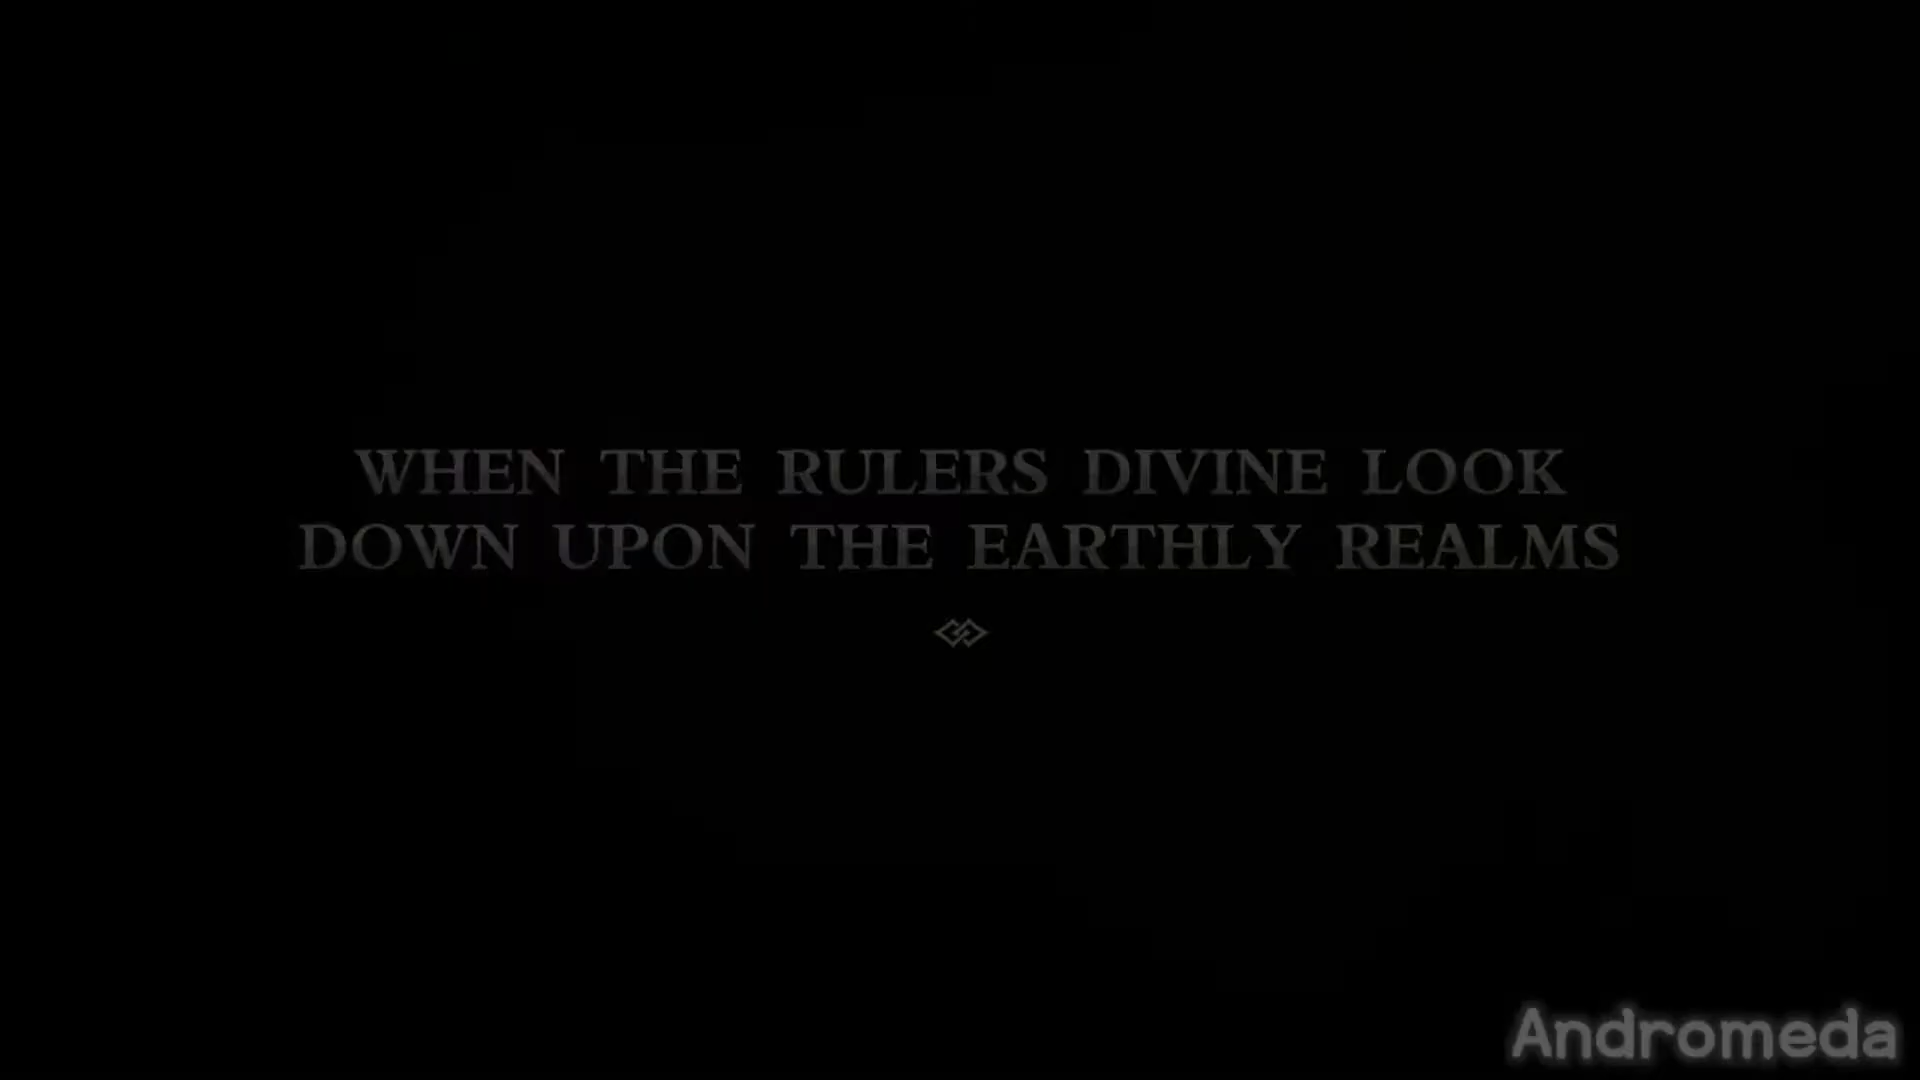 WHEN THE RULERS DIVINE LOOK
DOWN UPON THE EARTHLY REALMS
Andromeda